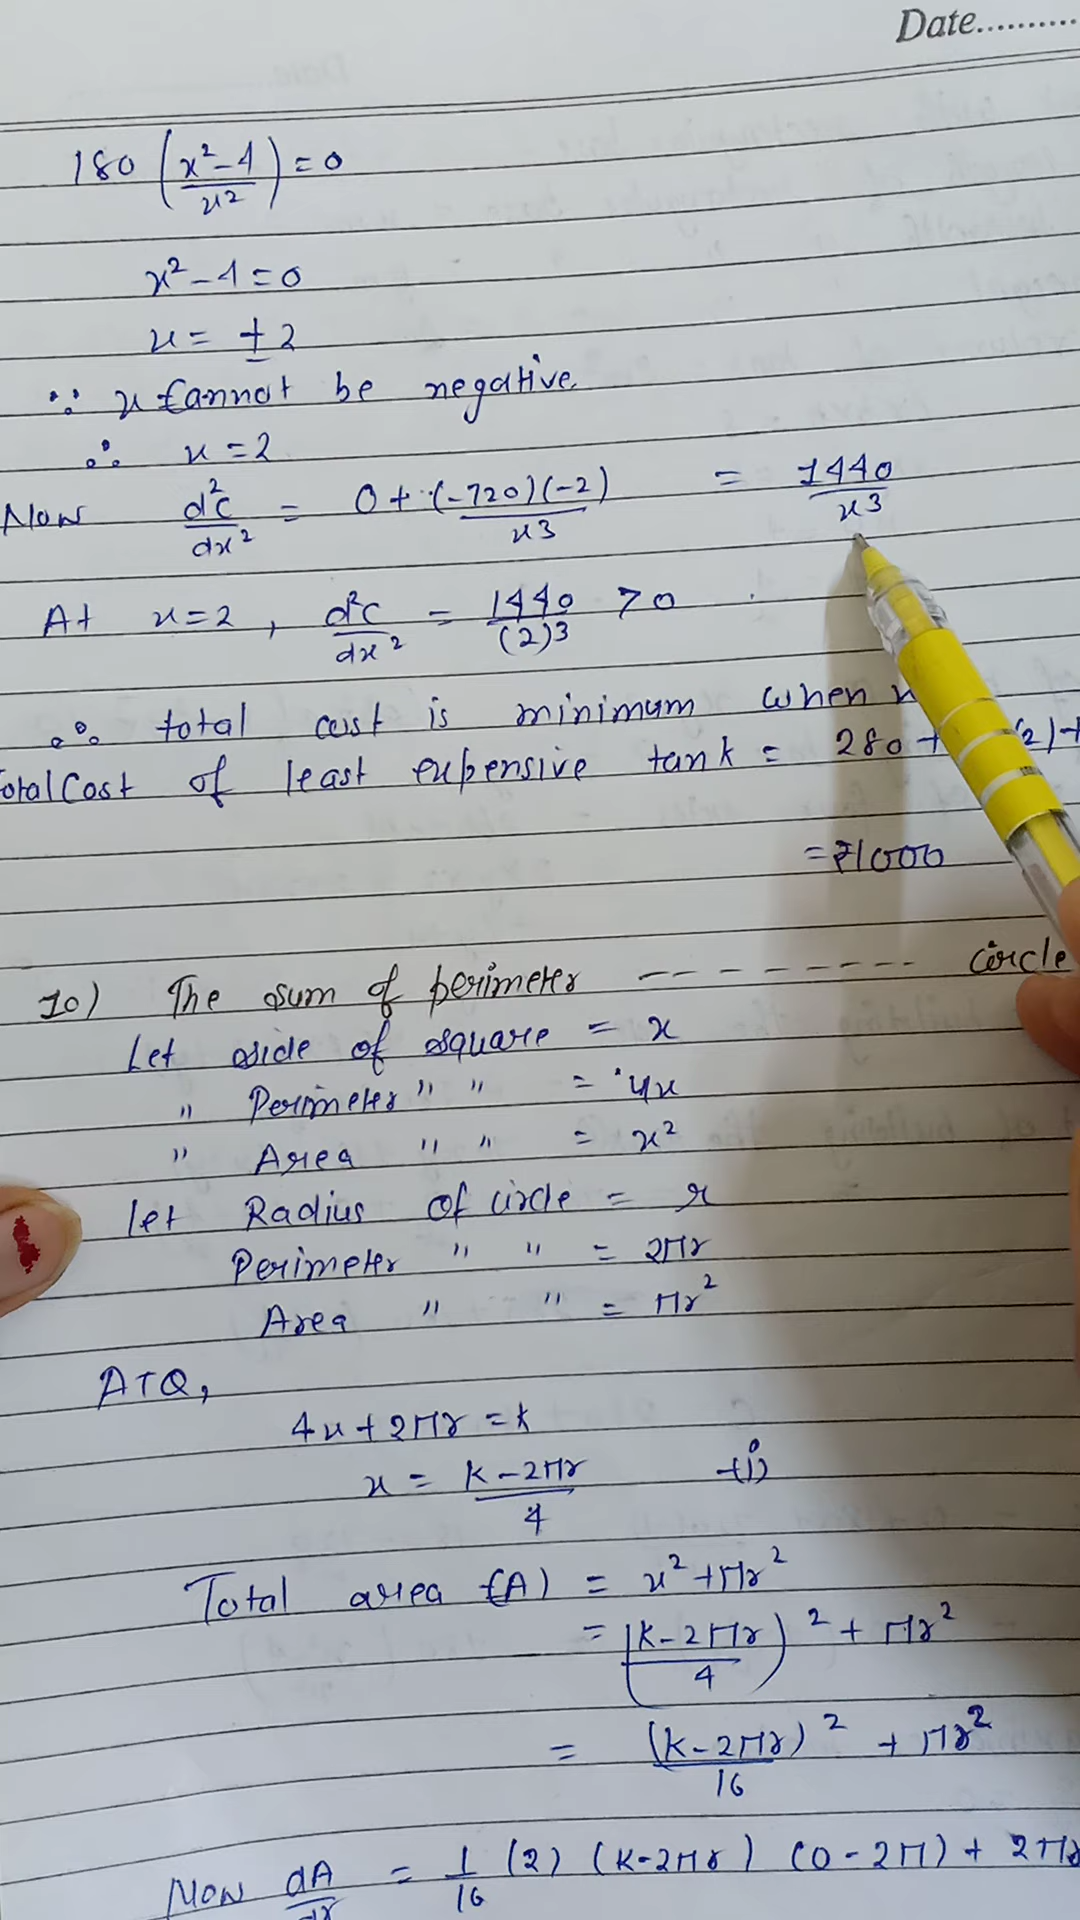 Date..........
180 (x²-4/x²) = 0
x² - 4 = 0
x = ± 2
∵ x cannot be negative.
∴ x = 2
Now d²c/dx² = 0 + (-720)(-2)/x3 = 1440/x3
At x = 2, d²c/dx² = 1440/(2)3 > 0
∴ total cost is minimum when x
Total Cost of least expensive tank = 280 + 2) +
= ₹1000
10) The sum of perimeter --------- circle
Let side of square = x
" Perimeter " " = 4x
" Area " " = x²
Let Radius of circle = r
Perimeter " " = 2πr
Area " " = πr²
ATQ,
4x + 2πr = k
x = k - 2πr/4 -(i)
Total area (A) = x² + πr²
= (k - 2πr/4)² + πr²
= (k - 2πr)²/16 + πr²
Now dA/dr = 1/16 (2) (k - 2πr) (0 - 2π) + 2πr